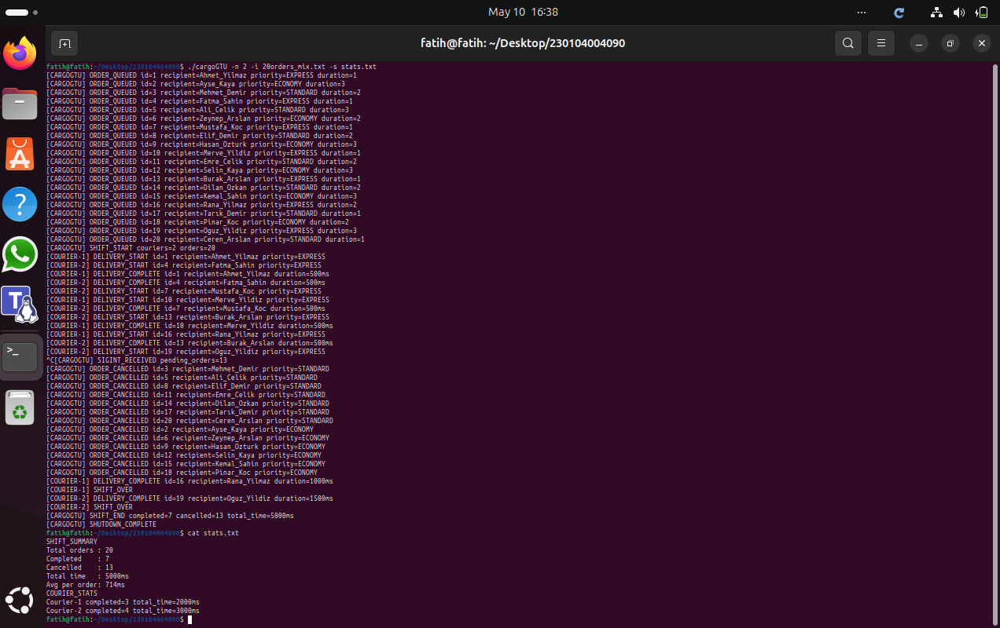 May 10 16:38
fatih@fatih: ~/Desktop/230104004090
fatih@fatih:~/Desktop/230104004090$ ./cargoGTU -n 2 -i 20orders_mix.txt -s stats.txt
[CARGOGTU] ORDER_QUEUED id=1 recipient=Ahmet_Yilmaz priority=EXPRESS duration=1
[CARGOGTU] ORDER_QUEUED id=2 recipient=Ayse_Kaya priority=ECONOMY duration=3
[CARGOGTU] ORDER_QUEUED id=3 recipient=Mehmet_Demir priority=STANDARD duration=2
[CARGOGTU] ORDER_QUEUED id=4 recipient=Fatma_Sahin priority=EXPRESS duration=1
[CARGOGTU] ORDER_QUEUED id=5 recipient=Ali_Celik priority=STANDARD duration=3
[CARGOGTU] ORDER_QUEUED id=6 recipient=Zeynep_Arslan priority=ECONOMY duration=2
[CARGOGTU] ORDER_QUEUED id=7 recipient=Mustafa_Koc priority=EXPRESS duration=1
[CARGOGTU] ORDER_QUEUED id=8 recipient=Elif_Demir priority=STANDARD duration=2
[CARGOGTU] ORDER_QUEUED id=9 recipient=Hasan_Ozturk priority=ECONOMY duration=3
[CARGOGTU] ORDER_QUEUED id=10 recipient=Merve_Yildiz priority=EXPRESS duration=1
[CARGOGTU] ORDER_QUEUED id=11 recipient=Emre_Celik priority=STANDARD duration=2
[CARGOGTU] ORDER_QUEUED id=12 recipient=Selin_Kaya priority=ECONOMY duration=3
[CARGOGTU] ORDER_QUEUED id=13 recipient=Burak_Arslan priority=EXPRESS duration=1
[CARGOGTU] ORDER_QUEUED id=14 recipient=Dilan_Ozkan priority=STANDARD duration=2
[CARGOGTU] ORDER_QUEUED id=15 recipient=Kemal_Sahin priority=ECONOMY duration=3
[CARGOGTU] ORDER_QUEUED id=16 recipient=Rana_Yilmaz priority=EXPRESS duration=2
[CARGOGTU] ORDER_QUEUED id=17 recipient=Tarık_Demir priority=STANDARD duration=1
[CARGOGTU] ORDER_QUEUED id=18 recipient=Pinar_Koc priority=ECONOMY duration=2
[CARGOGTU] ORDER_QUEUED id=19 recipient=Oguz_Yildiz priority=EXPRESS duration=3
[CARGOGTU] ORDER_QUEUED id=20 recipient=Ceren_Arslan priority=STANDARD duration=1
[CARGOGTU] SHIFT_START couriers=2 orders=20
[COURIER-1] DELIVERY_START id=1 recipient=Ahmet_Yilmaz priority=EXPRESS
[COURIER-2] DELIVERY_START id=4 recipient=Fatma_Sahin priority=EXPRESS
[COURIER-1] DELIVERY_COMPLETE id=1 recipient=Ahmet_Yilmaz duration=500ms
[COURIER-2] DELIVERY_COMPLETE id=4 recipient=Fatma_Sahin duration=500ms
[COURIER-2] DELIVERY_START id=7 recipient=Mustafa_Koc priority=EXPRESS
[COURIER-1] DELIVERY_START id=10 recipient=Merve_Yildiz priority=EXPRESS
[COURIER-2] DELIVERY_COMPLETE id=7 recipient=Mustafa_Koc duration=500ms
[COURIER-2] DELIVERY_START id=13 recipient=Burak_Arslan priority=EXPRESS
[COURIER-1] DELIVERY_COMPLETE id=10 recipient=Merve_Yildiz duration=500ms
[COURIER-1] DELIVERY_START id=16 recipient=Rana_Yilmaz priority=EXPRESS
[COURIER-2] DELIVERY_COMPLETE id=13 recipient=Burak_Arslan duration=500ms
[COURIER-2] DELIVERY_START id=19 recipient=Oguz_Yildiz priority=EXPRESS
^C[CARGOGTU] SIGINT_RECEIVED pending_orders=13
[CARGOGTU] ORDER_CANCELLED id=3 recipient=Mehmet_Demir priority=STANDARD
[CARGOGTU] ORDER_CANCELLED id=5 recipient=Ali_Celik priority=STANDARD
[CARGOGTU] ORDER_CANCELLED id=8 recipient=Elif_Demir priority=STANDARD
[CARGOGTU] ORDER_CANCELLED id=11 recipient=Emre_Celik priority=STANDARD
[CARGOGTU] ORDER_CANCELLED id=14 recipient=Dilan_Ozkan priority=STANDARD
[CARGOGTU] ORDER_CANCELLED id=17 recipient=Tarık_Demir priority=STANDARD
[CARGOGTU] ORDER_CANCELLED id=20 recipient=Ceren_Arslan priority=STANDARD
[CARGOGTU] ORDER_CANCELLED id=2 recipient=Ayse_Kaya priority=ECONOMY
[CARGOGTU] ORDER_CANCELLED id=6 recipient=Zeynep_Arslan priority=ECONOMY
[CARGOGTU] ORDER_CANCELLED id=9 recipient=Hasan_Ozturk priority=ECONOMY
[CARGOGTU] ORDER_CANCELLED id=12 recipient=Selin_Kaya priority=ECONOMY
[CARGOGTU] ORDER_CANCELLED id=15 recipient=Kemal_Sahin priority=ECONOMY
[CARGOGTU] ORDER_CANCELLED id=18 recipient=Pinar_Koc priority=ECONOMY
[COURIER-1] DELIVERY_COMPLETE id=16 recipient=Rana_Yilmaz duration=1000ms
[COURIER-1] SHIFT_OVER
[COURIER-2] DELIVERY_COMPLETE id=19 recipient=Oguz_Yildiz duration=1500ms
[COURIER-2] SHIFT_OVER
[CARGOGTU] SHIFT_END completed=7 cancelled=13 total_time=5000ms
[CARGOGTU] SHUTDOWN_COMPLETE
fatih@fatih:~/Desktop/230104004090$ cat stats.txt
SHIFT_SUMMARY
Total orders : 20
Completed    : 7
Cancelled    : 13
Total time   : 5000ms
Avg per order: 714ms
COURIER_STATS
Courier-1 completed=3 total_time=2000ms
Courier-2 completed=4 total_time=3000ms
fatih@fatih:~/Desktop/230104004090$